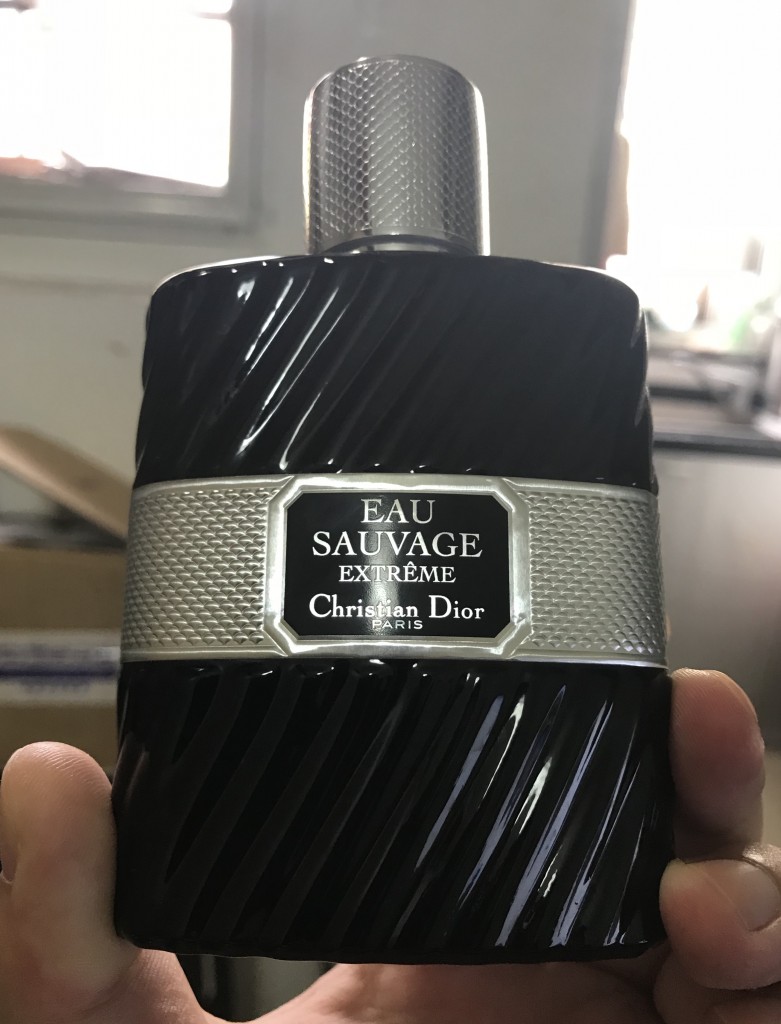 EAU
SAUVAGE
EXTRÊME
Christian Dior
PARIS